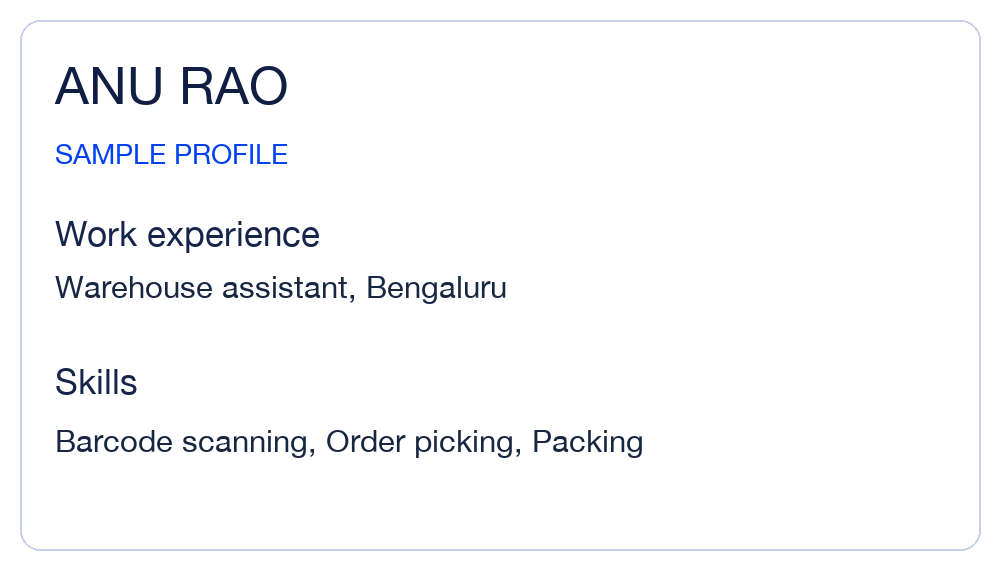 ANU RAO
SAMPLE PROFILE
Work experience
Warehouse assistant, Bengaluru
Skills
Barcode scanning, Order picking, Packing